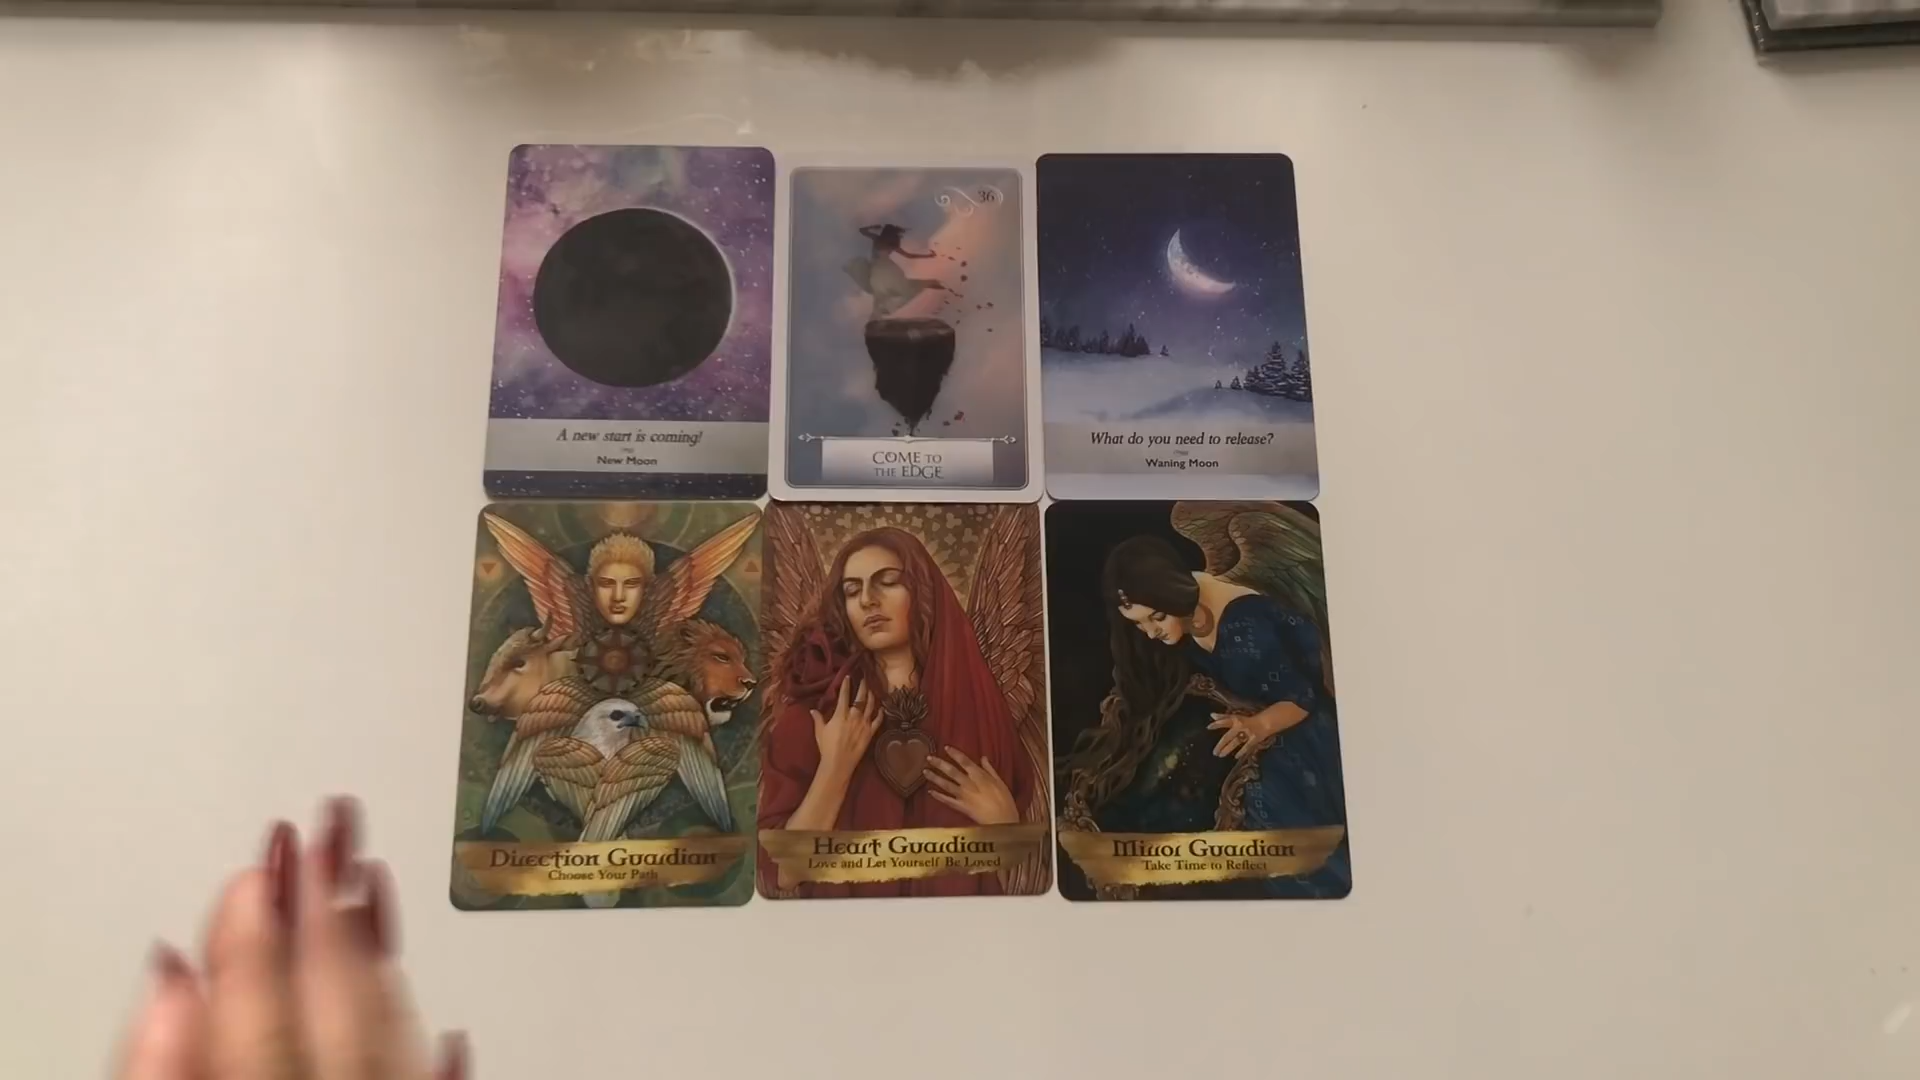 A new start is coming!
New Moon
36
COME TO
THE EDGE
What do you need to release?
Waning Moon
Direction Guardian
Choose Your Path
Heart Guardian
Love and Let Yourself Be Loved
Mirror Guardian
Take Time to Reflect